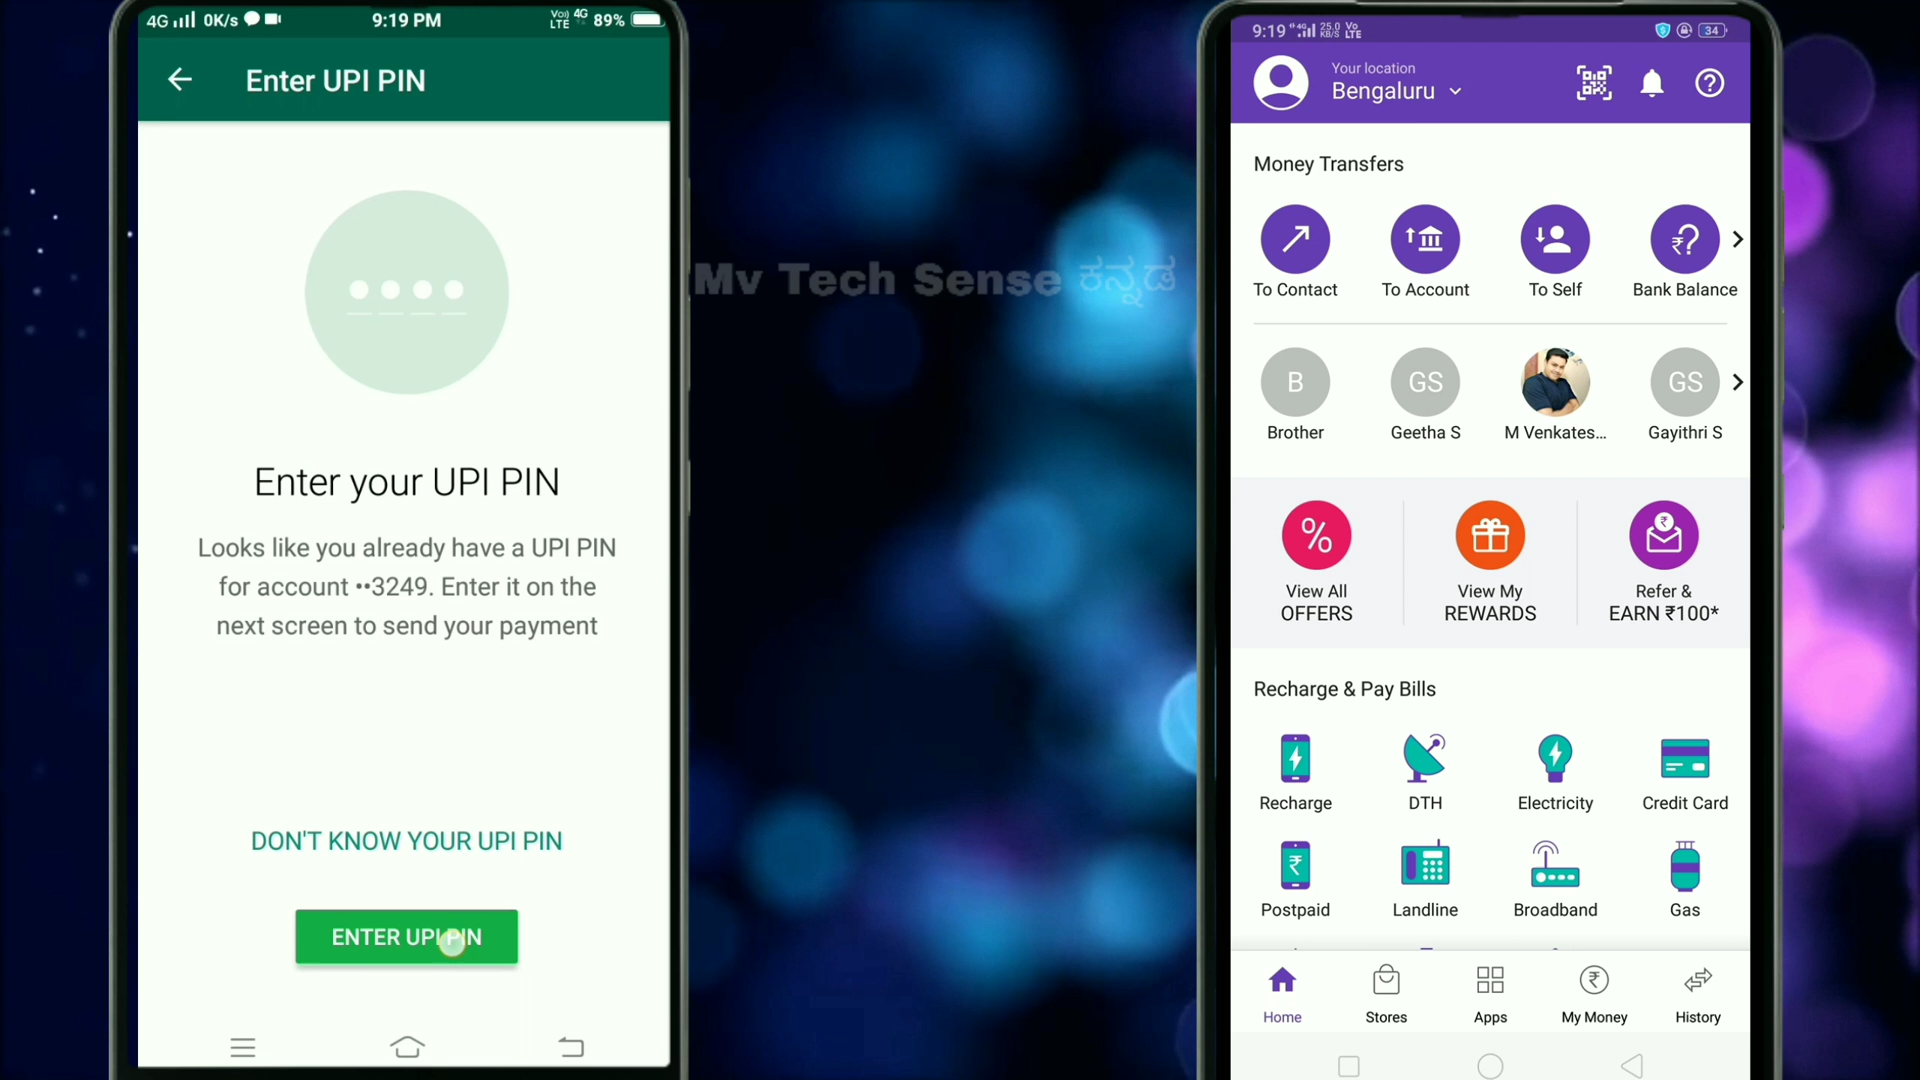 4G 0K/s 9:19 PM Vo) LTE 4G 89%
Enter UPI PIN
Enter your UPI PIN
Looks like you already have a UPI PIN
for account ••3249. Enter it on the
next screen to send your payment
DON'T KNOW YOUR UPI PIN
ENTER UPI PIN
Mv Tech Sense ಕನ್ನಡ
9:19 4G 25.0 KB/S Vo LTE 34
Your location
Bengaluru
Money Transfers
To Contact To Account To Self Bank Balance
B GS GS
Brother Geetha S M Venkates... Gayithri S
View All View My Refer &
OFFERS REWARDS EARN ₹100*
Recharge & Pay Bills
Recharge DTH Electricity Credit Card
Postpaid Landline Broadband Gas
Home Stores Apps My Money History